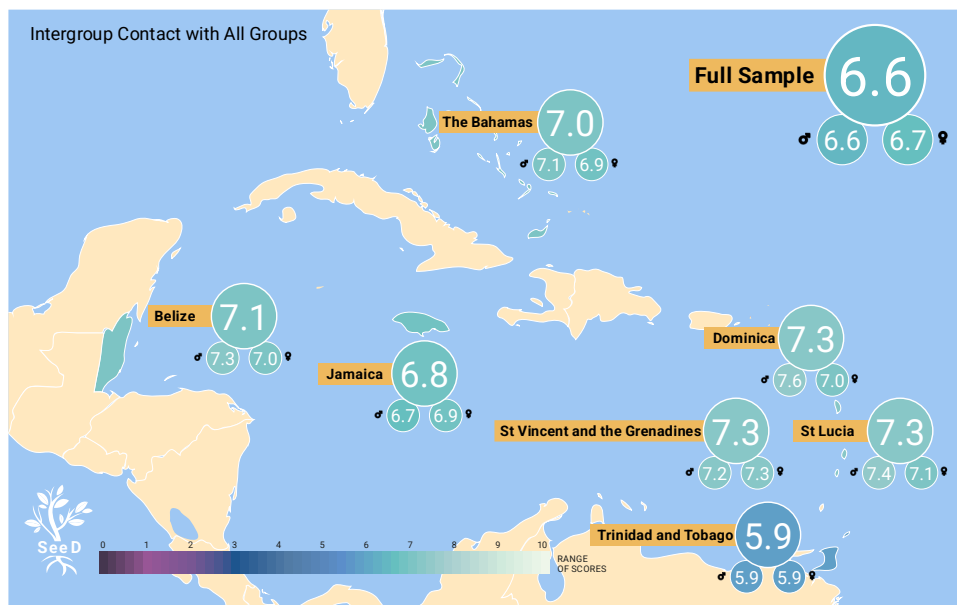 Intergroup Contact with All Groups
Full Sample
6.6
♂ 6.6 6.7 ♀
The Bahamas
7.0
♂ 7.1 6.9 ♀
Belize
7.1
♂ 7.3 7.0 ♀
Jamaica
6.8
♂ 6.7 6.9 ♀
Dominica
7.3
♂ 7.6 7.0 ♀
St Vincent and the Grenadines
7.3
♂ 7.2 7.3 ♀
St Lucia
7.3
♂ 7.4 7.1 ♀
Trinidad and Tobago
5.9
♂ 5.9 5.9 ♀
SeeD
0 1 2 3 4 5 6 7 8 9 10
RANGE
OF SCORES